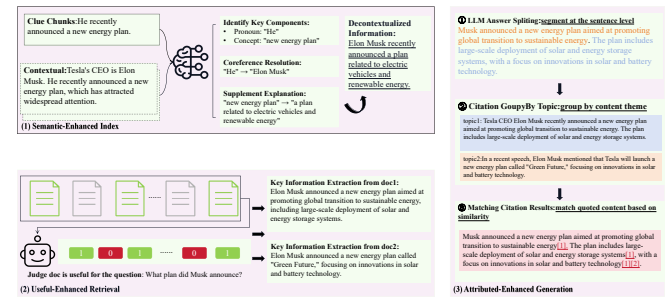 Clue Chunks:He recently
announced a new energy plan.
Contextual:Tesla's CEO is Elon
Musk. He recently announced a new
energy plan, which has attracted
widespread attention.
Identify Key Components:
• Pronoun: "He"
• Concept: "new energy plan"
Coreference Resolution:
"He" → "Elon Musk"
Supplement Explanation:
"new energy plan" → "a plan
related to electric vehicles and
renewable energy"
Decontextualized
Information:
Elon Musk recently
announced a plan
related to electric
vehicles and
renewable energy.
(1) Semantic-Enhanced Index
......
1 0 1 ...... 0 1
Judge doc is useful for the question: What plan did Musk announce?
Key Information Extraction from doc1:
Elon Musk announced a new energy plan aimed at
promoting global transition to sustainable energy,
including large-scale deployment of solar and
energy storage systems.
Key Information Extraction from doc2:
Elon Musk announced a new energy plan called
"Green Future," focusing on innovations in solar
and battery technology.
(2) Useful-Enhanced Retrieval
① LLM Answer Spliting:segment at the sentence level
Musk announced a new energy plan aimed at promoting
global transition to sustainable energy. The plan includes
large-scale deployment of solar and energy storage
systems, with a focus on innovations in solar and battery
technology.
② Citation GoupyBy Topic:group by content theme
topic1: Tesla CEO Elon Musk recently announced a new energy plan
aimed at promoting global transition to sustainable energy. The plan
includes large-scale deployment of solar and energy storage systems.
topic2:In a recent speech, Elon Musk mentioned that Tesla will launch a
new energy plan called "Green Future," focusing on innovations in solar
and battery technology.
③ Matching Citation Results:match quoted content based on
similarity
Musk announced a new energy plan aimed at promoting global
transition to sustainable energy[1]. The plan includes large-
scale deployment of solar and energy systems[1], with a
focus on innovations in solar and battery technology[1][2].
(3) Attributed-Enhanced Generation